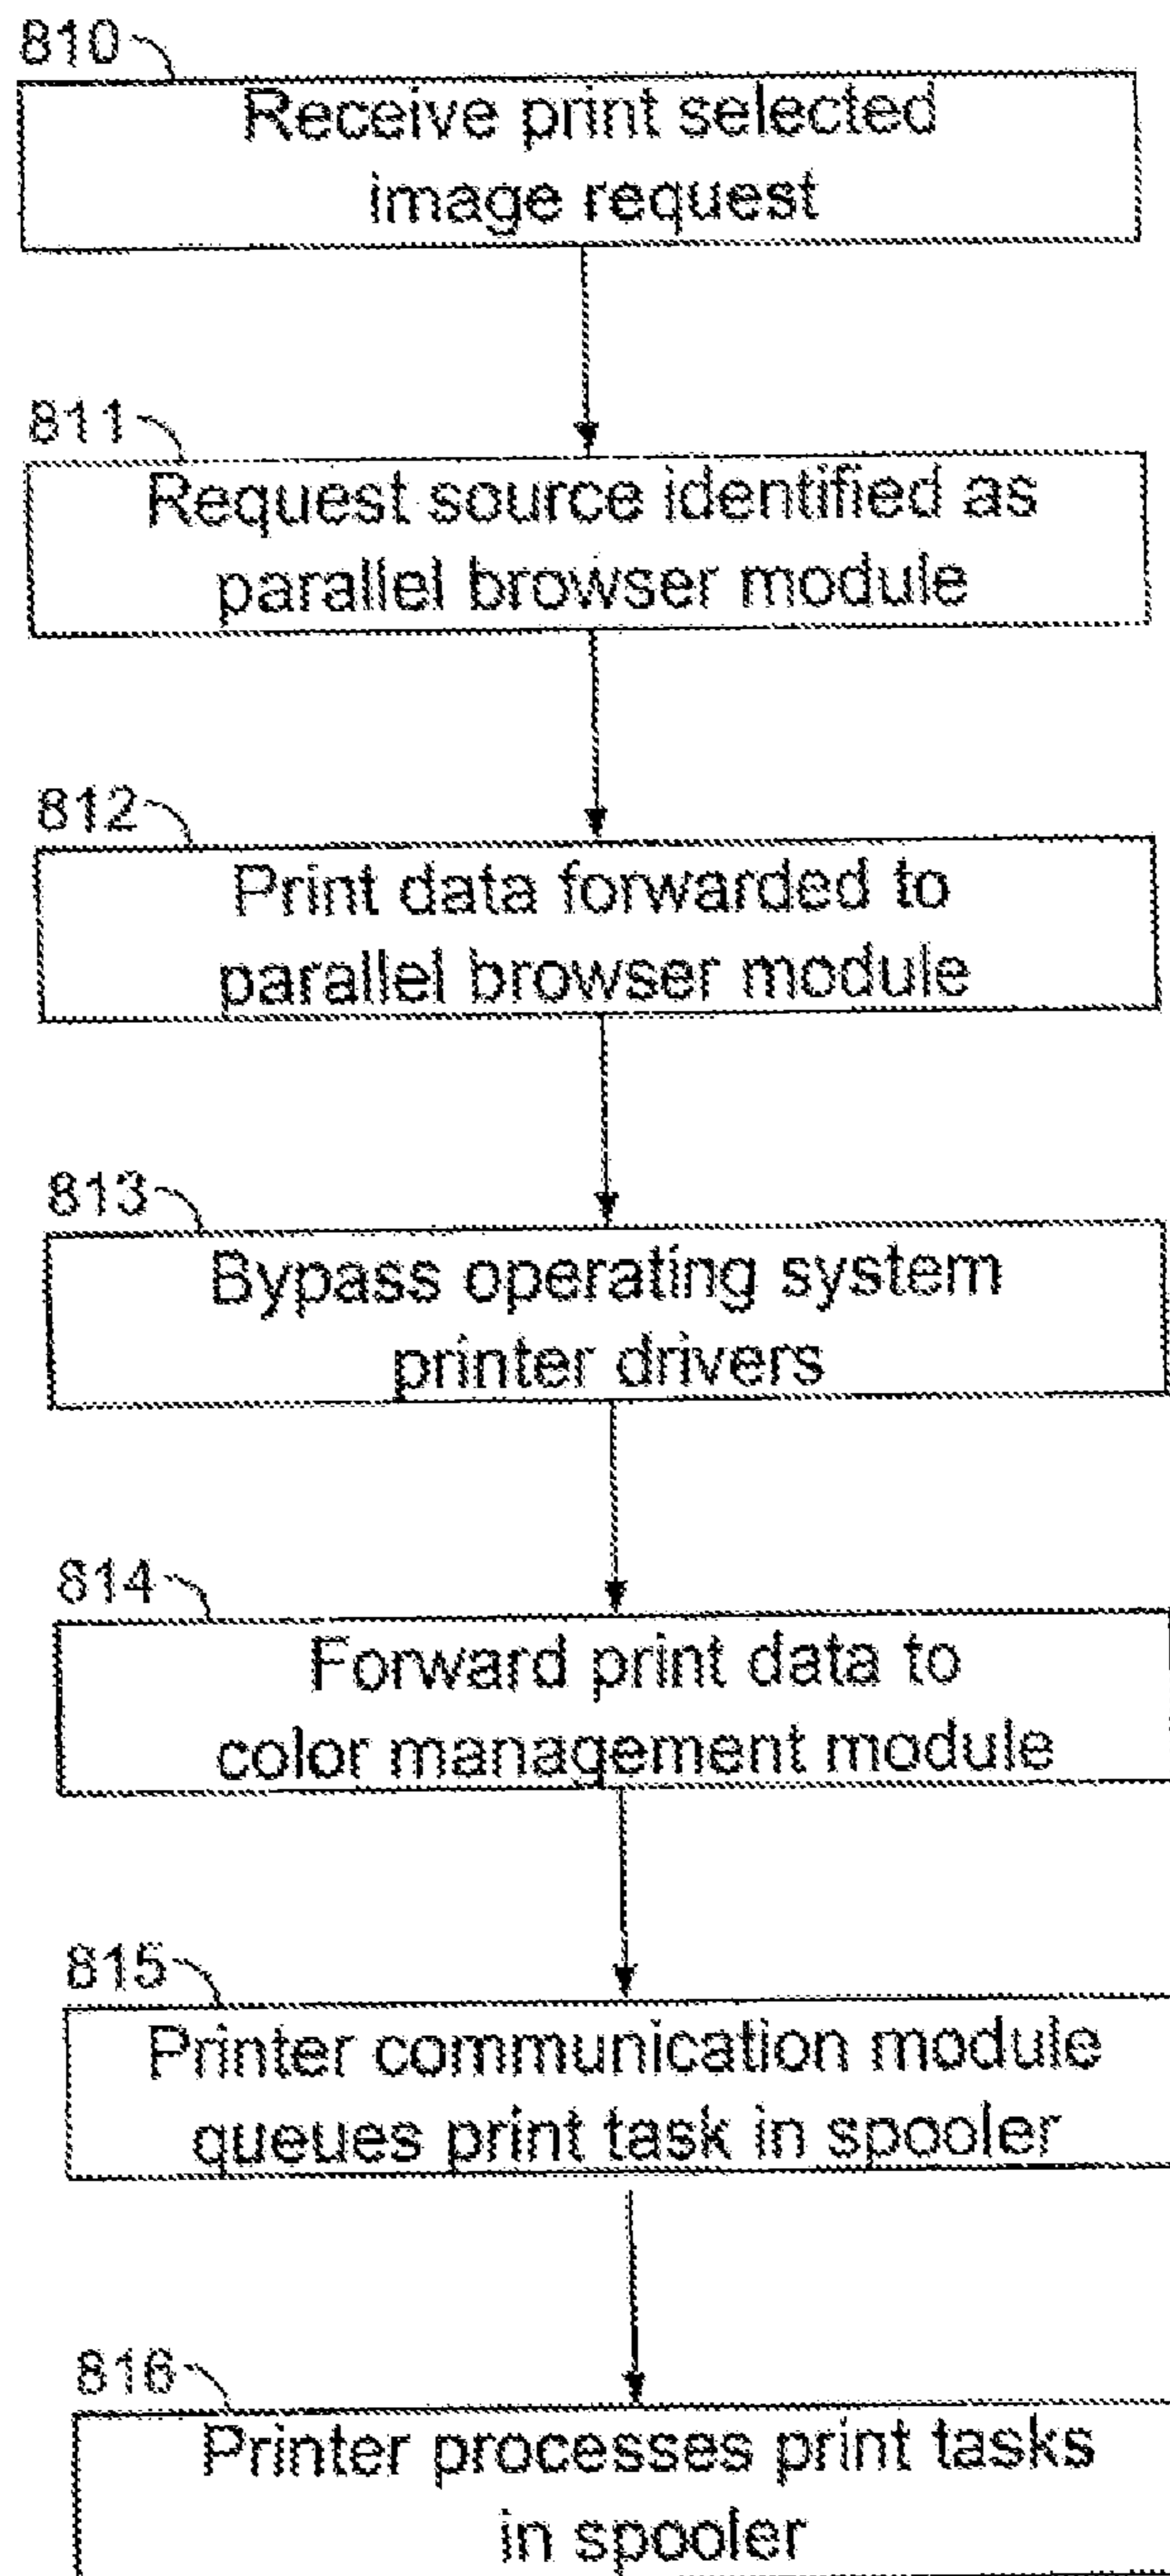 810
Receive print selected
image request
811
Request source identified as
parallel browser module
812
Print data forwarded to
parallel browser module
813
Bypass operating system
printer drivers
814
Forward print data to
color management module
815
Printer communication module
queues print task in spooler
816
Printer processes print tasks
in spooler